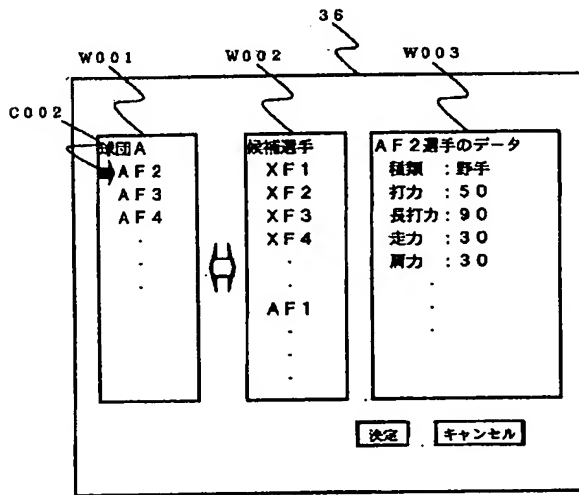 36
W001
W002
W003
C002
球団A
AF2
AF3
AF4
候補選手
XF1
XF2
XF3
XF4
AF1
AF2選手のデータ
種類 :野手
打力 :50
長打力:90
走力 :30
肩力 :30
決定
キャンセル